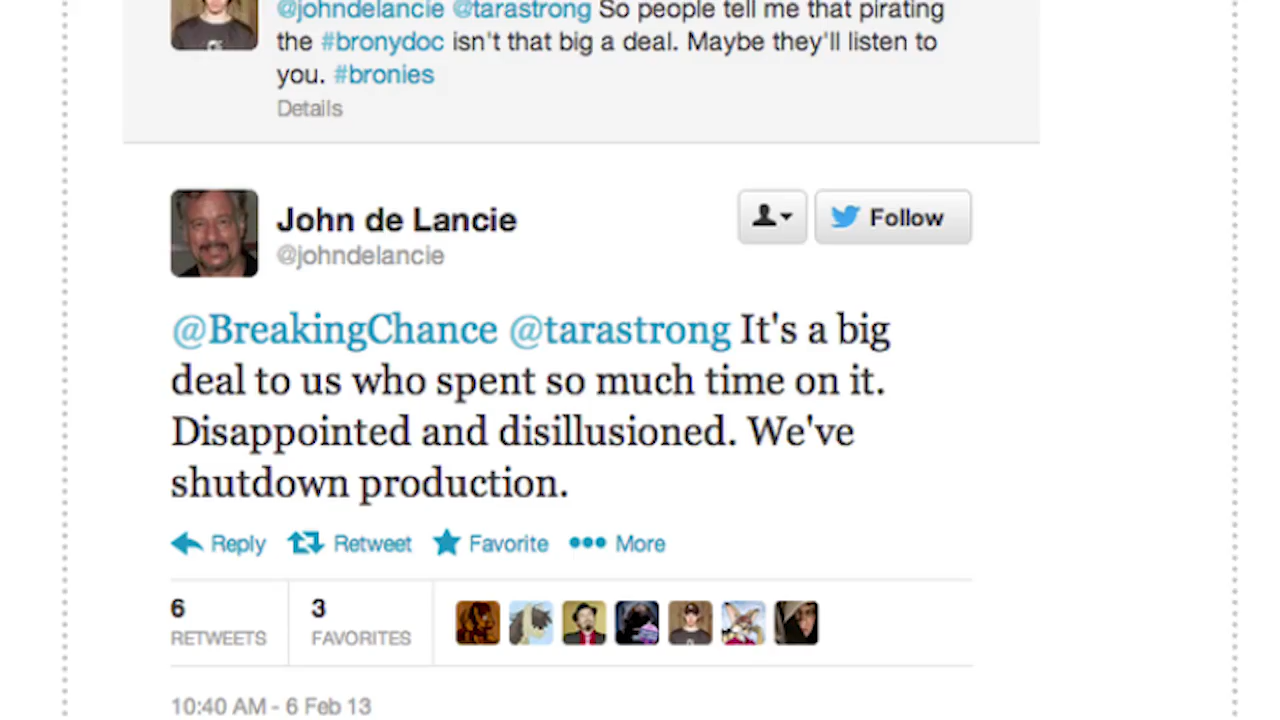 @johndelancie @tarastrong So people tell me that pirating
the #bronydoc isn't that big a deal. Maybe they'll listen to
you. #bronies
Details
John de Lancie
@johndelancie
Follow
@BreakingChance @tarastrong It's a big
deal to us who spent so much time on it.
Disappointed and disillusioned. We've
shutdown production.
Reply Retweet Favorite More
6 3
RETWEETS FAVORITES
10:40 AM - 6 Feb 13